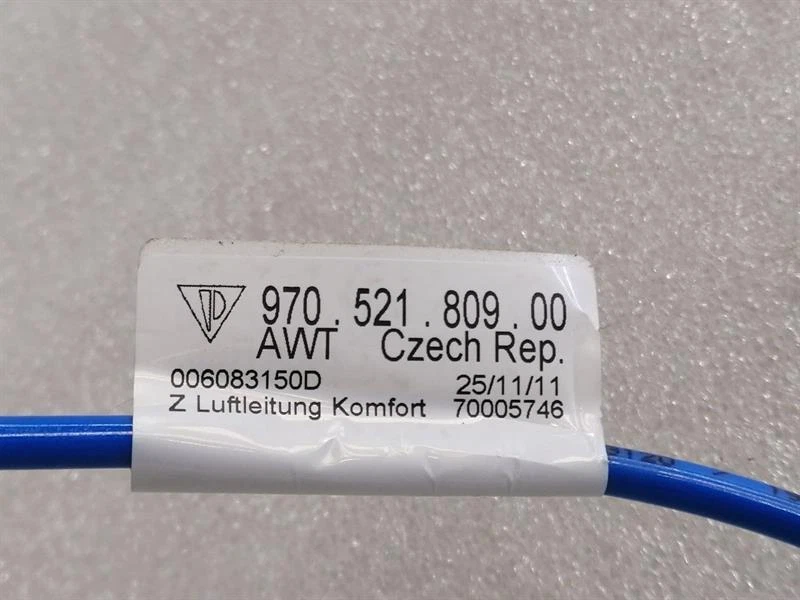 970 . 521 . 809 . 00
AWT Czech Rep.
006083150D 25/11/11
Z Luftleitung Komfort 70005746